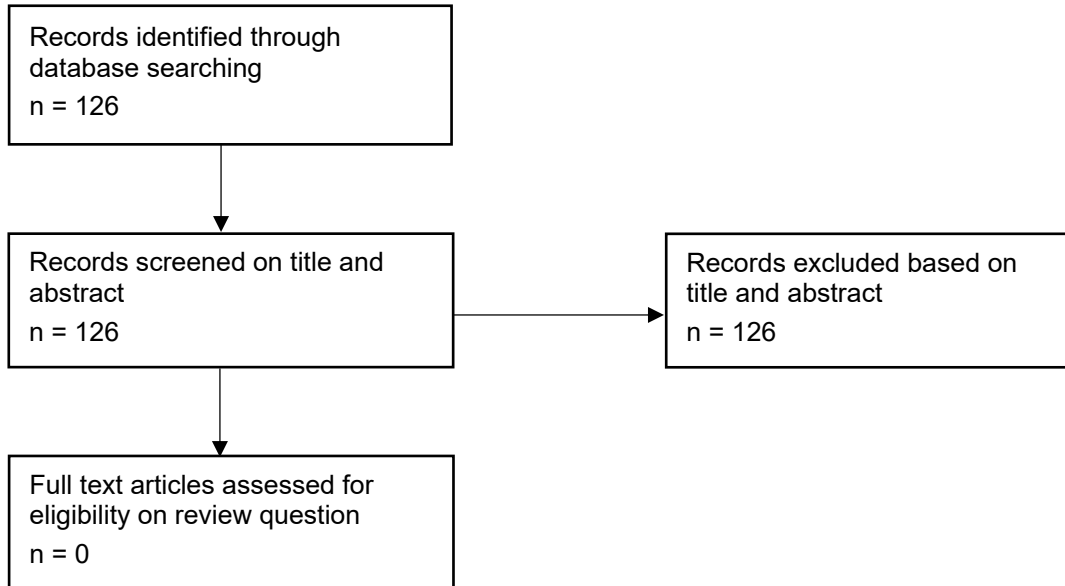 Records identified through
database searching
n = 126
Records screened on title and
abstract
n = 126
Records excluded based on
title and abstract
n = 126
Full text articles assessed for
eligibility on review question
n = 0